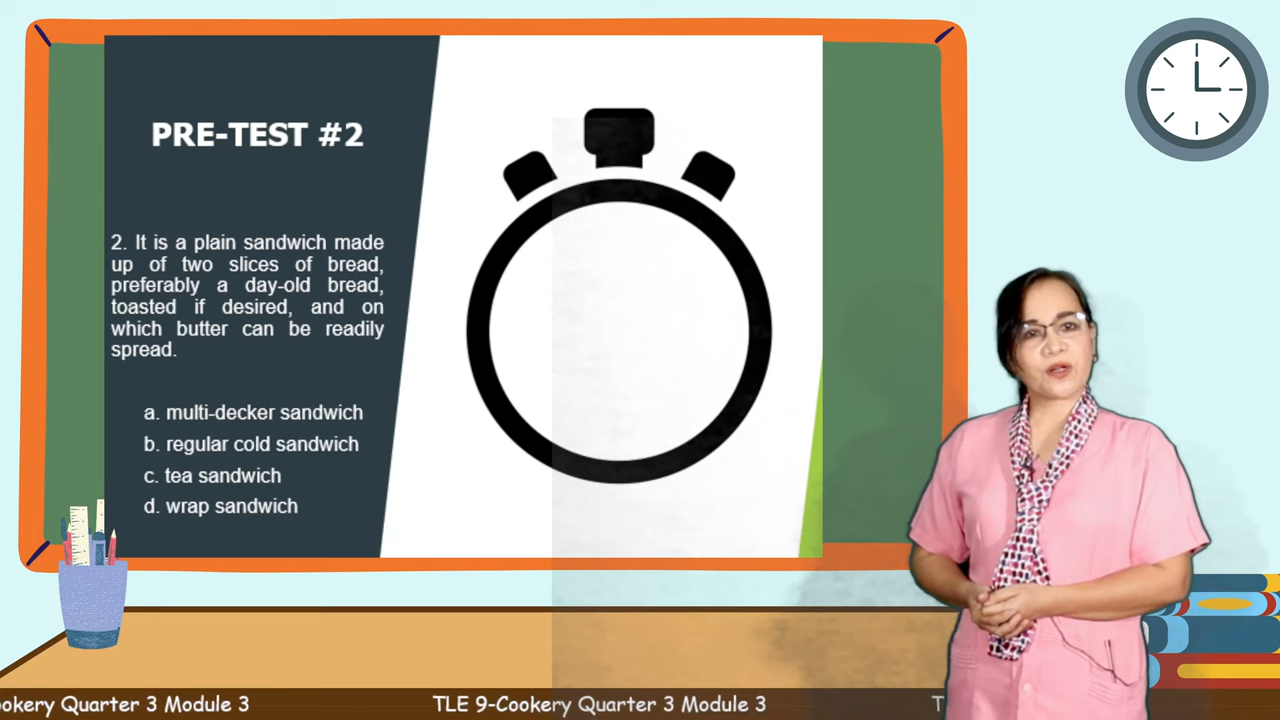 PRE-TEST #2
2. It is a plain sandwich made
up of two slices of bread,
preferably a day-old bread,
toasted if desired, and on
which butter can be readily
spread.
a. multi-decker sandwich
b. regular cold sandwich
c. tea sandwich
d. wrap sandwich
ookery Quarter 3 Module 3
TLE 9-Cookery Quarter 3 Module 3
T